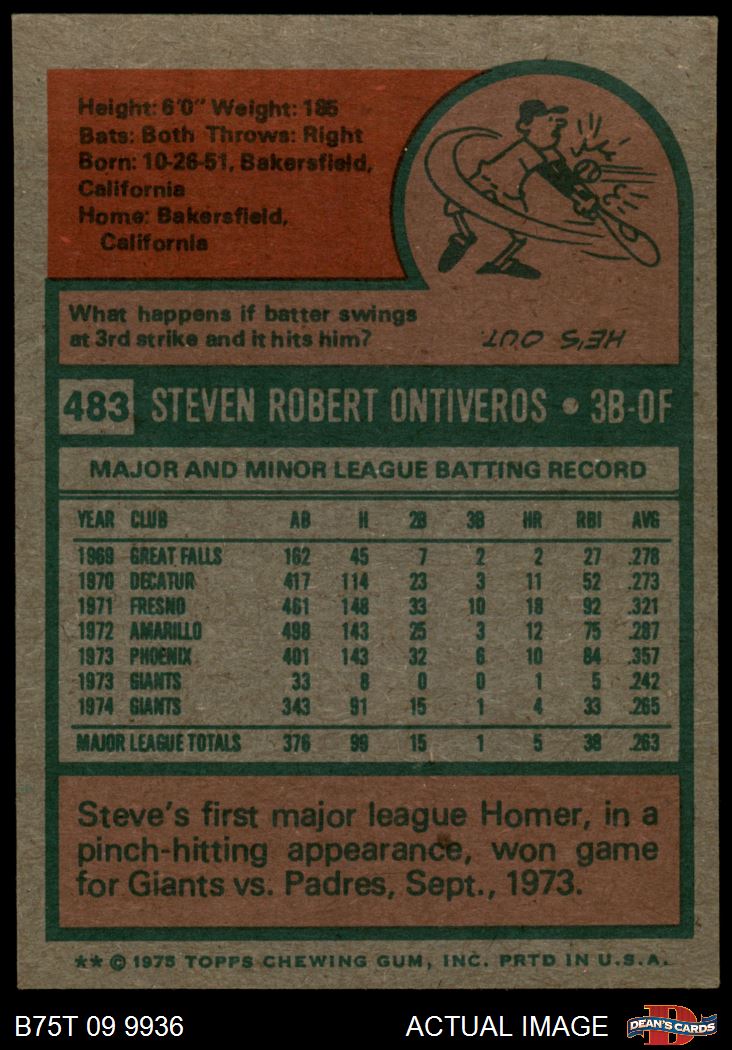 Height: 6'0" Weight: 185
Bats: Both Throws: Right
Born: 10-26-51, Bakersfield,
California
Home: Bakersfield,
California
What happens if batter swings
at 3rd strike and it hits him?
HE'S OUT.
483 STEVEN ROBERT ONTIVEROS • 3B-OF
MAJOR AND MINOR LEAGUE BATTING RECORD
YEAR CLUB AB H 2B 3B HR RBI AVG
1969 GREAT FALLS 162 45 7 2 2 27 .278
1970 DECATUR 417 114 23 3 11 52 .273
1971 FRESNO 461 148 33 10 18 92 .321
1972 AMARILLO 498 143 25 3 12 75 .287
1973 PHOENIX 401 143 32 6 10 84 .357
1973 GIANTS 33 8 0 0 1 5 .242
1974 GIANTS 343 91 15 1 4 33 .265
MAJOR LEAGUE TOTALS 376 99 15 1 5 38 .263
Steve's first major league Homer, in a
pinch-hitting appearance, won game
for Giants vs. Padres, Sept., 1973.
** © 1975 TOPPS CHEWING GUM, INC. PRTD IN U.S.A.
B75T 09 9936 ACTUAL IMAGE DEAN'S CARDS